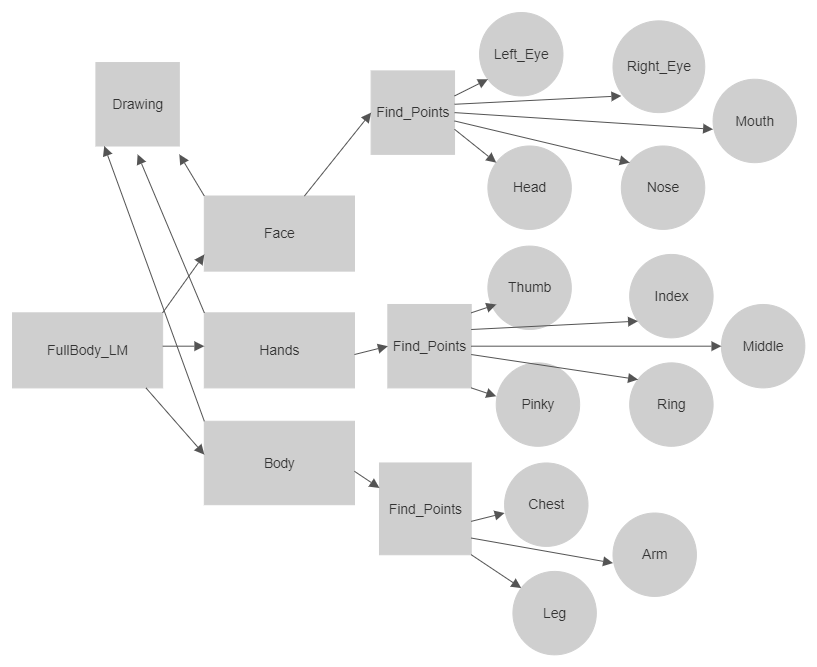 Drawing
Find_Points
Left_Eye
Right_Eye
Mouth
Head
Nose
Face
FullBody_LM
Hands
Find_Points
Thumb
Index
Middle
Pinky
Ring
Body
Find_Points
Chest
Arm
Leg